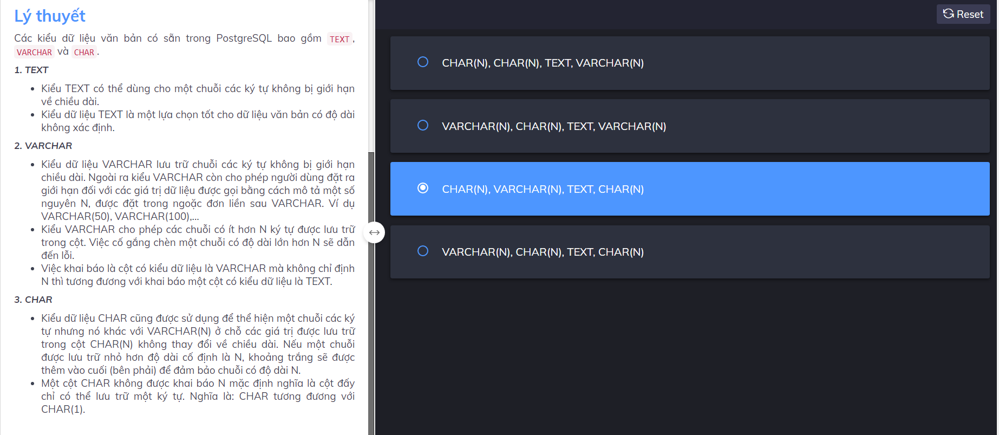 Lý thuyết
Các kiểu dữ liệu văn bản có sẵn trong PostgreSQL bao gồm TEXT,
VARCHAR và CHAR.
1. TEXT
• Kiểu TEXT có thể dùng cho một chuỗi các ký tự không bị giới hạn
về chiều dài.
• Kiểu dữ liệu TEXT là một lựa chọn tốt cho dữ liệu văn bản có độ dài
không xác định.
2. VARCHAR
• Kiểu dữ liệu VARCHAR lưu trữ chuỗi các ký tự không bị giới hạn
chiều dài. Ngoài ra kiểu VARCHAR còn cho phép người dùng đặt ra
giới hạn đối với các giá trị dữ liệu được gọi bằng cách mô tả một số
nguyên N, được đặt trong ngoặc đơn liền sau VARCHAR. Ví dụ
VARCHAR(50), VARCHAR(100),...
• Kiểu VARCHAR cho phép các chuỗi có ít hơn N ký tự được lưu trữ
trong cột. Việc cố gắng chèn một chuỗi có độ dài lớn hơn N sẽ dẫn
đến lỗi.
• Việc khai báo là cột có kiểu dữ liệu là VARCHAR mà không chỉ định
N thì tương đương với khai báo một cột có kiểu dữ liệu là TEXT.
3. CHAR
• Kiểu dữ liệu CHAR cũng được sử dụng để thể hiện một chuỗi các ký
tự nhưng nó khác với VARCHAR(N) ở chỗ các giá trị được lưu trữ
trong cột CHAR(N) không thay đổi về chiều dài. Nếu một chuỗi
được lưu trữ nhỏ hơn độ dài cố định là N, khoảng trắng sẽ được
thêm vào cuối (bên phải) để đảm bảo chuỗi có độ dài N.
• Một cột CHAR không được khai báo N mặc định nghĩa là cột đấy
chỉ có thể lưu trữ một ký tự. Nghĩa là: CHAR tương đương với
CHAR(1).
Reset
CHAR(N), CHAR(N), TEXT, VARCHAR(N)
VARCHAR(N), CHAR(N), TEXT, VARCHAR(N)
CHAR(N), VARCHAR(N), TEXT, CHAR(N)
VARCHAR(N), CHAR(N), TEXT, CHAR(N)